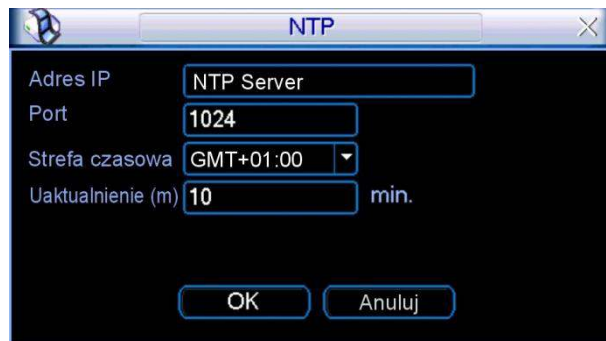 NTP
Adres IP NTP Server
Port 1024
Strefa czasowa GMT+01:00
Uaktualnienie (m) 10 min.
OK Anuluj